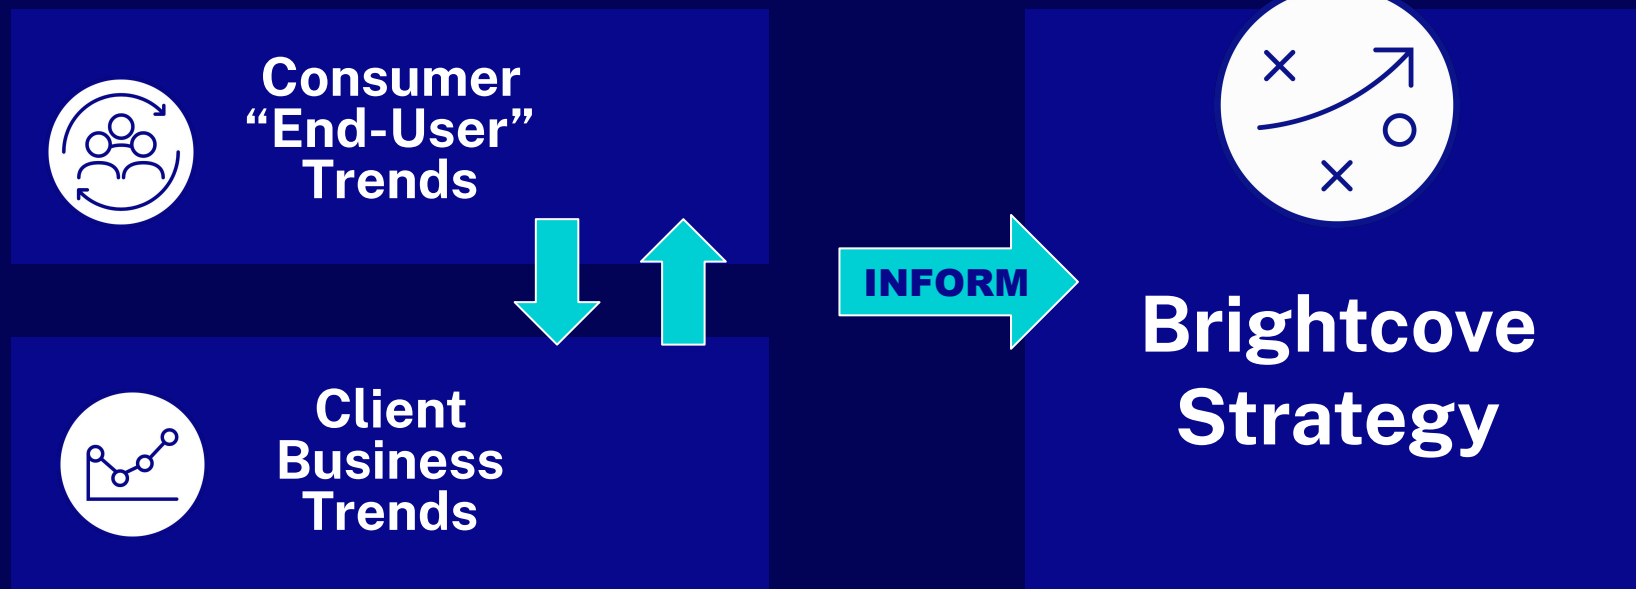 Consumer
“End-User”
Trends
Client
Business
Trends
INFORM
Brightcove
Strategy